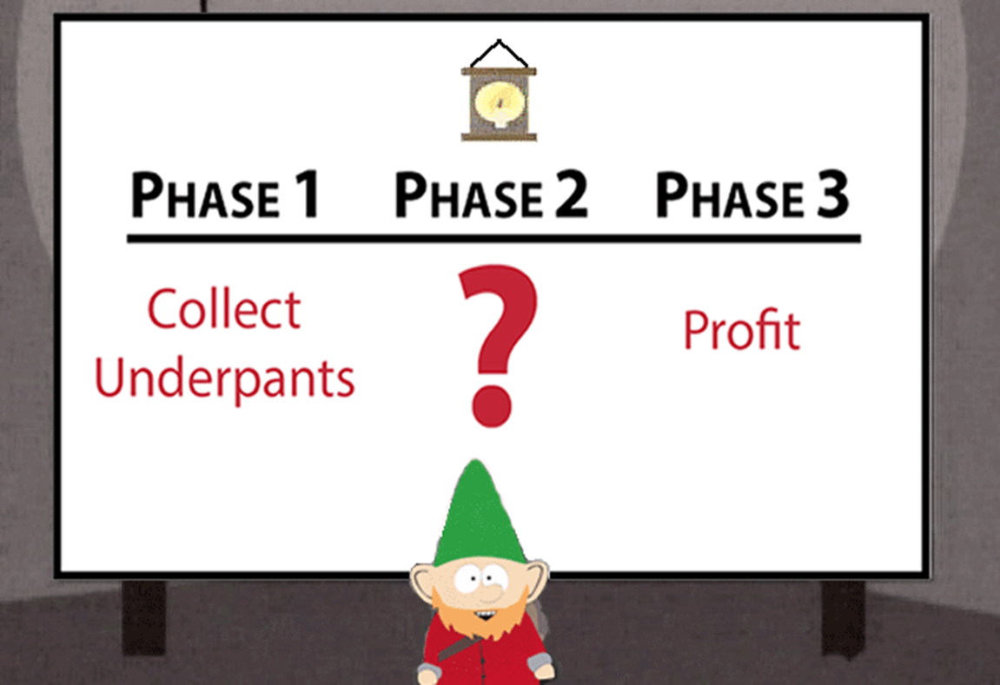 PHASE 1 PHASE 2 PHASE 3
Collect
Underpants
?
Profit